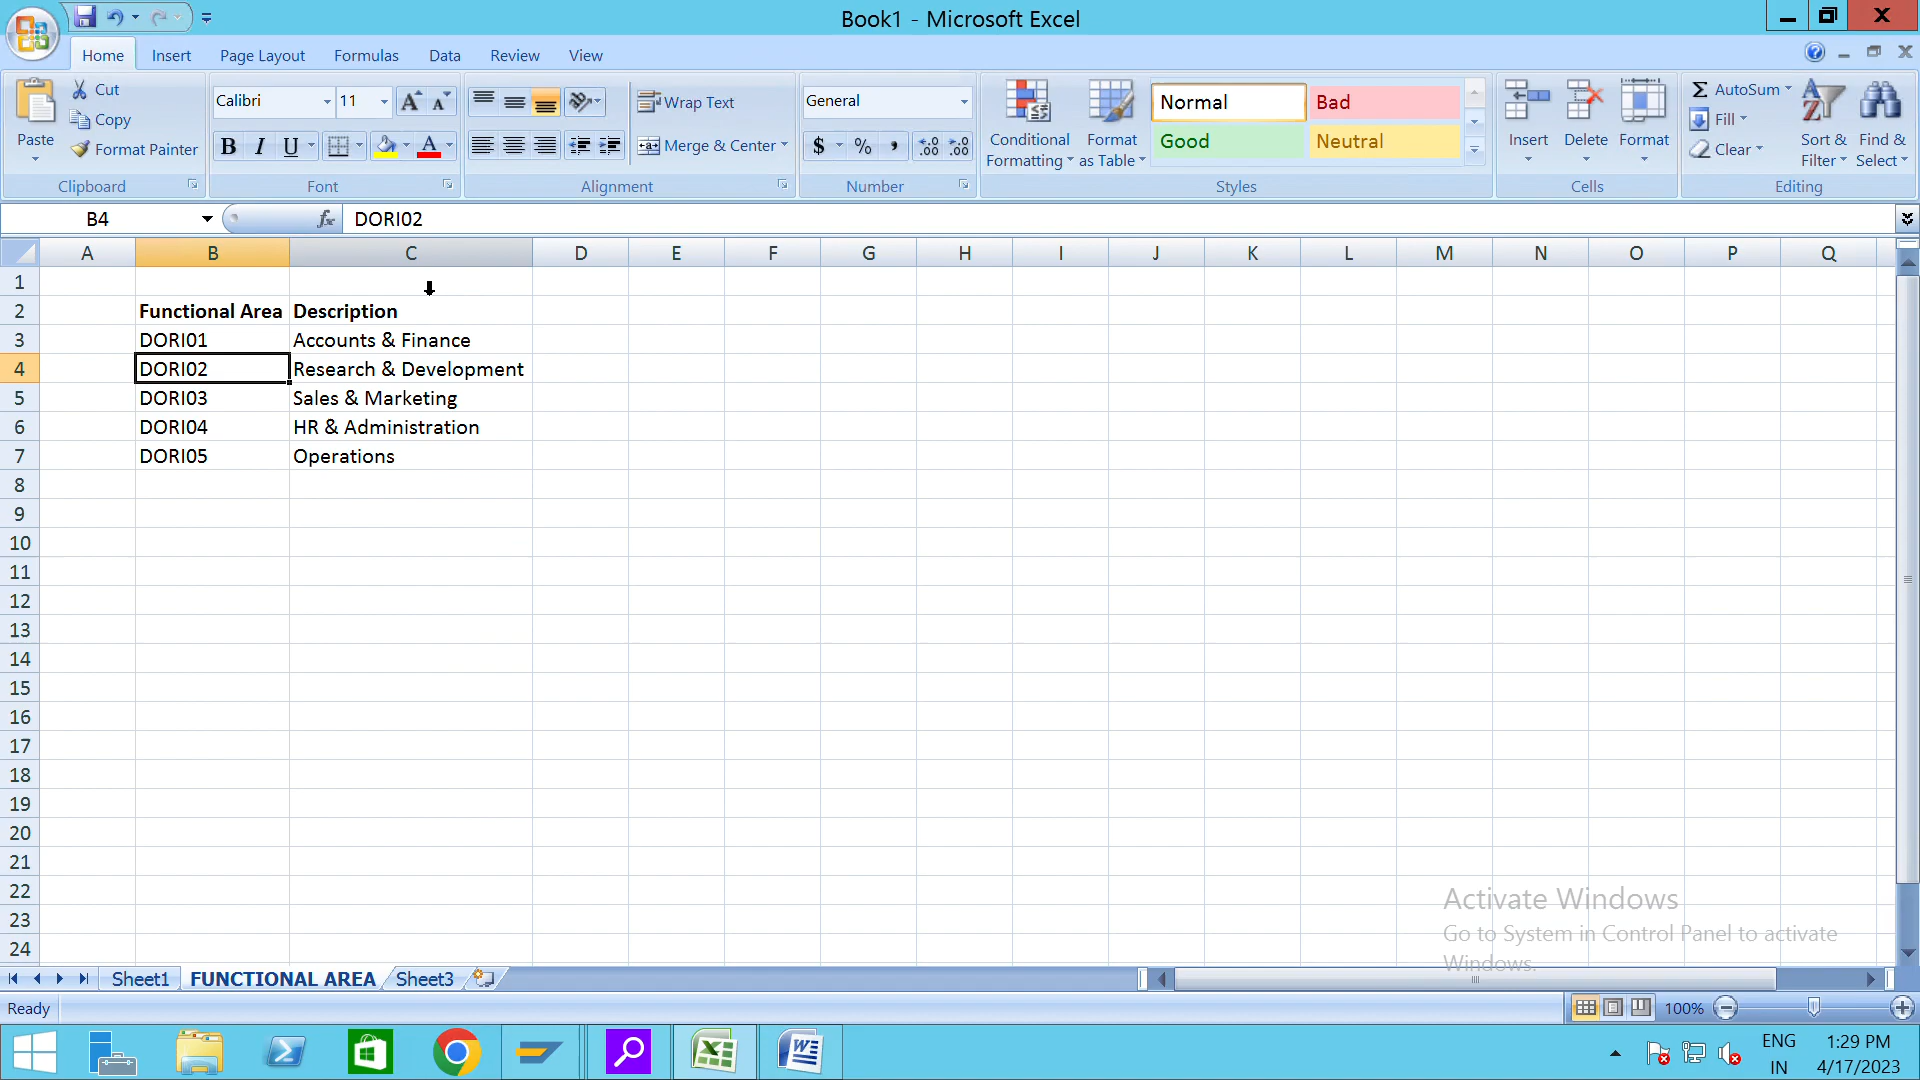 Book1 - Microsoft Excel
Home Insert Page Layout Formulas Data Review View
Paste
Cut
Copy
Format Painter
Clipboard
Calibri 11
B I U
Font
Wrap Text
Merge & Center
Alignment
General
$ % ,
Number
Conditional Formatting
Format as Table
Normal Bad
Good Neutral
Styles
Insert Delete Format
Cells
Σ AutoSum
Fill
Clear
Sort & Filter
Find & Select
Editing
B4 fx DORI02
A B C D E F G H I J K L M N O P Q
1
2 Functional Area Description
3 DORI01 Accounts & Finance
4 DORI02 Research & Development
5 DORI03 Sales & Marketing
6 DORI04 HR & Administration
7 DORI05 Operations
8
9
10
11
12
13
14
15
16
17
18
19
20
21
22
23
24
Activate Windows
Go to System in Control Panel to activate
Windows.
Sheet1 FUNCTIONAL AREA Sheet3
Ready 100%
ENG 1:29 PM
IN 4/17/2023